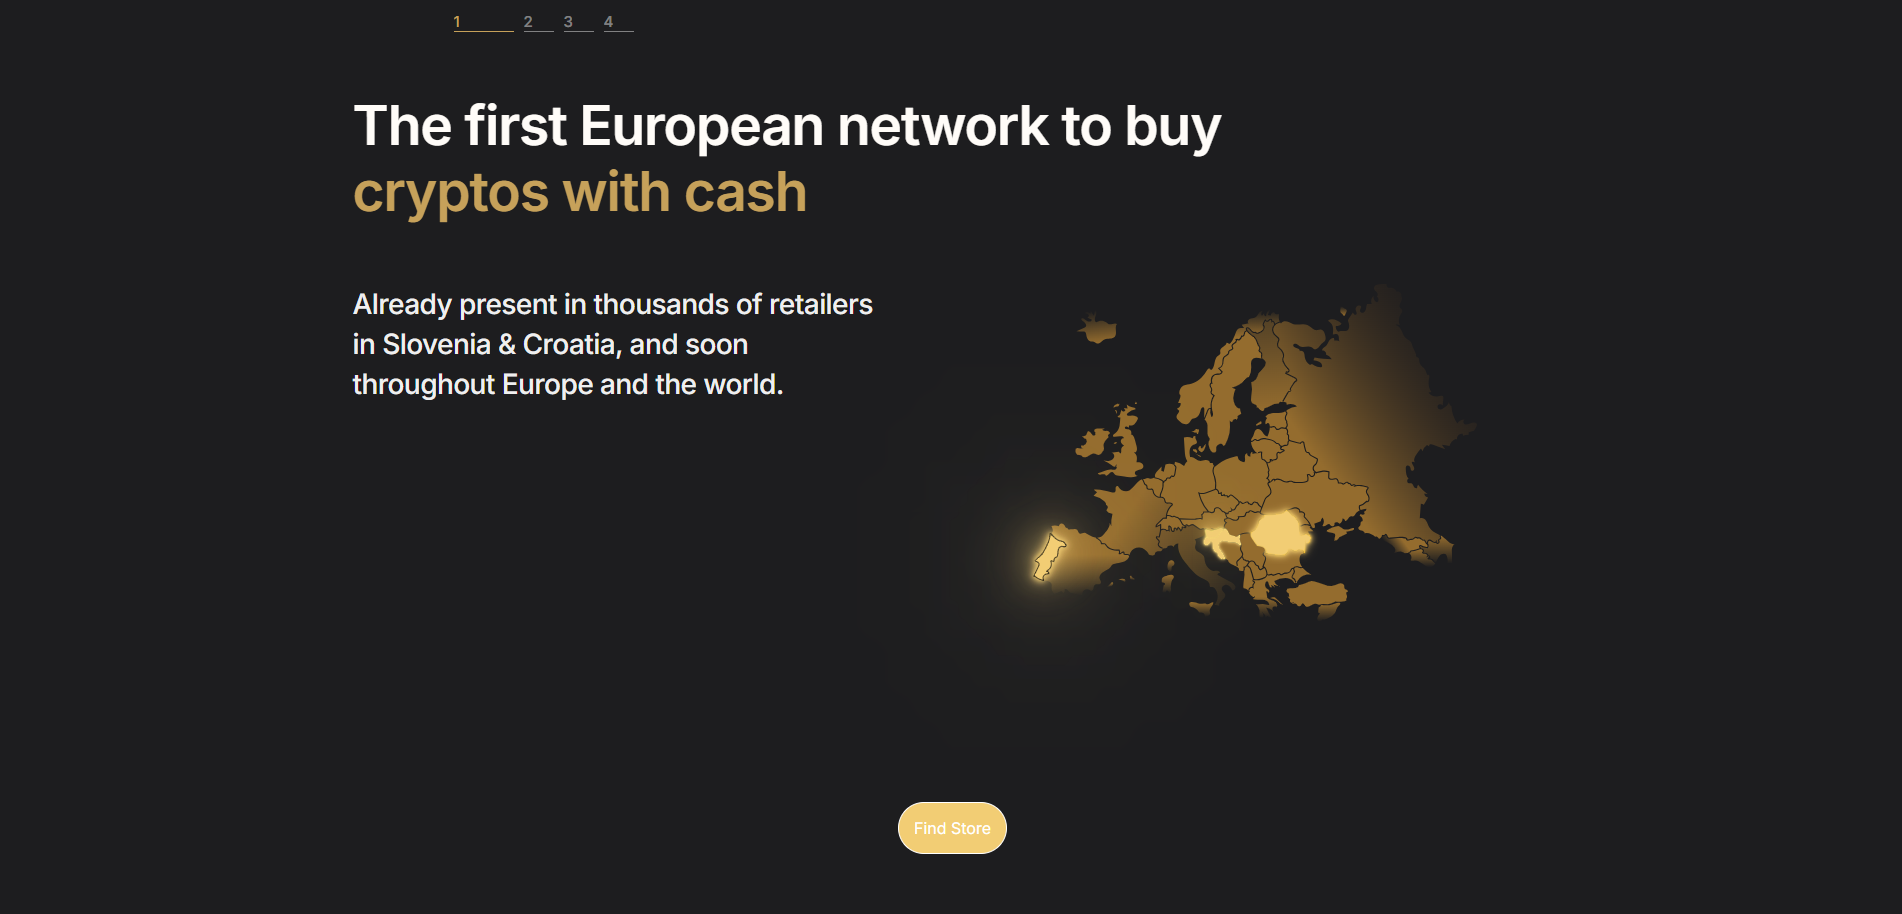 1 2 3 4
The first European network to buy
cryptos with cash
Already present in thousands of retailers
in Slovenia & Croatia, and soon
throughout Europe and the world.
Find Store